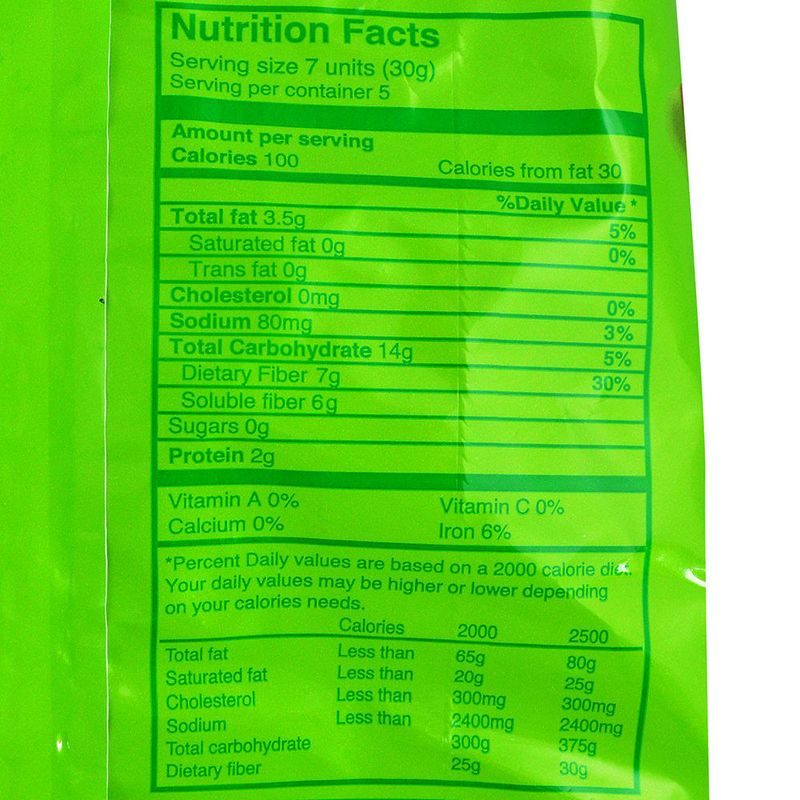 Nutrition Facts
Serving size 7 units (30g)
Serving per container 5
Amount per serving
Calories 100 Calories from fat 30
%Daily Value *
Total fat 3.5g 5%
Saturated fat 0g 0%
Trans fat 0g
Cholesterol 0mg 0%
Sodium 80mg 3%
Total Carbohydrate 14g 5%
Dietary Fiber 7g 30%
Soluble fiber 6g
Sugars 0g
Protein 2g
Vitamin A 0% Vitamin C 0%
Calcium 0% Iron 6%
*Percent Daily values are based on a 2000 calorie diet.
Your daily values may be higher or lower depending
on your calories needs.
Calories 2000 2500
Total fat Less than 65g 80g
Saturated fat Less than 20g 25g
Cholesterol Less than 300mg 300mg
Sodium Less than 2400mg 2400mg
Total carbohydrate 300g 375g
Dietary fiber 25g 30g